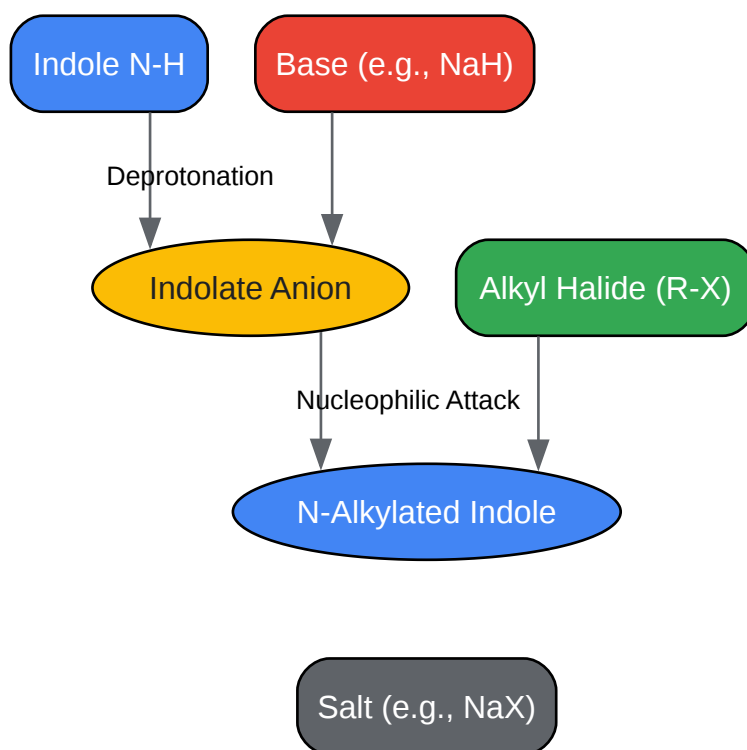 Indole N-H
Base (e.g., NaH)
Deprotonation
Indolate Anion
Alkyl Halide (R-X)
Nucleophilic Attack
N-Alkylated Indole
Salt (e.g., NaX)